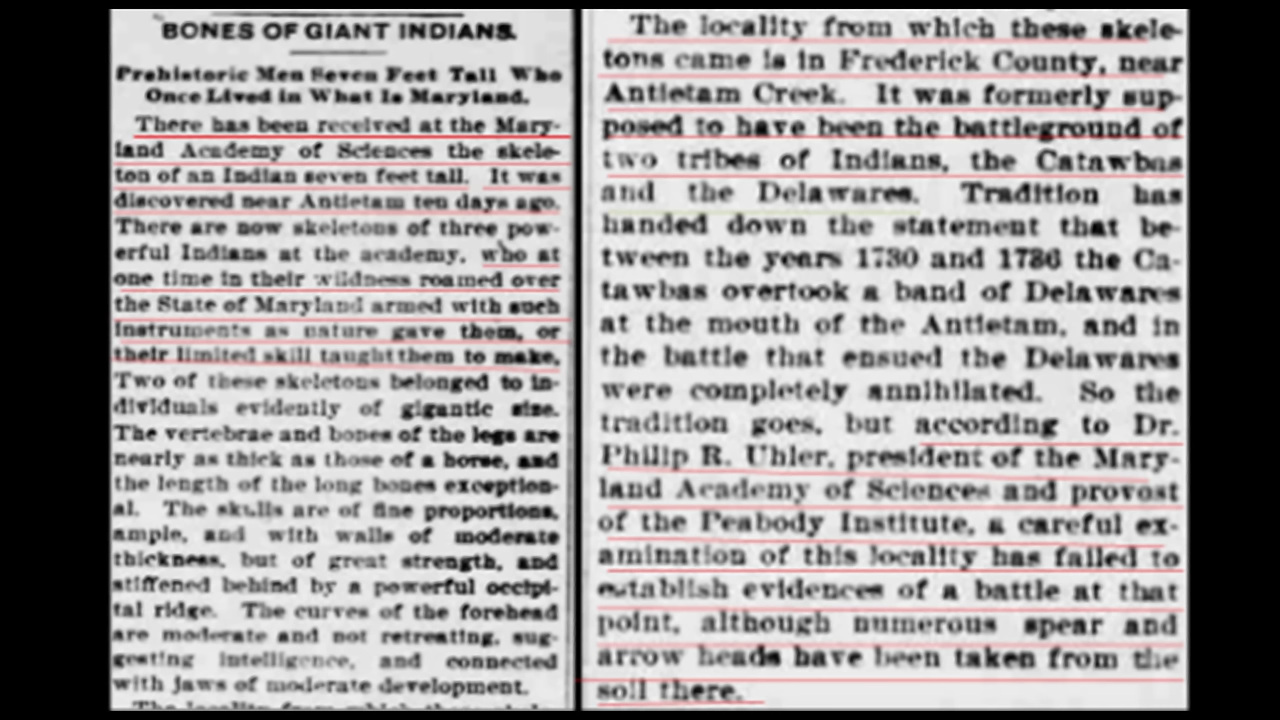 BONES OF GIANT INDIANS.
Prehistoric Men Seven Feet Tall Who
Once Lived in What Is Maryland.
There has been received at the Mary-
land Academy of Sciences the skele-
ton of an Indian seven feet tall. It was
discovered near Antietam ten days ago.
There are now skeletons of three pow-
erful Indians at the academy, who at
one time in their wildness roamed over
the State of Maryland armed with such
instruments as nature gave them, or
their limited skill taught them to make.
Two of these skeletons belonged to in-
dividuals evidently of gigantic size.
The vertebrae and bones of the legs are
nearly as thick as those of a horse, and
the length of the long bones exception-
al. The skulls are of fine proportions,
ample, and with walls of moderate
thickness, but of great strength, and
stiffened behind by a powerful occipi-
tal ridge. The curves of the forehead
are moderate and not retreating, sug-
gesting intelligence, and connected
with jaws of moderate development.
The locality from which these skele-
The locality from which these skele-
tons came is in Frederick County, near
Antietam Creek. It was formerly sup-
posed to have been the battleground of
two tribes of Indians, the Catawbas
and the Delawares. Tradition has
handed down the statement that be-
tween the years 1730 and 1736 the Ca-
tawbas overtook a band of Delawares
at the mouth of the Antietam, and in
the battle that ensued the Delawares
were completely annihilated. So the
tradition goes, but according to Dr.
Philip R. Uhler, president of the Mary-
land Academy of Sciences and provost
of the Peabody Institute, a careful ex-
amination of this locality has failed to
establish evidences of a battle at that
point, although numerous spear and
arrow heads have been taken from the
soil there.